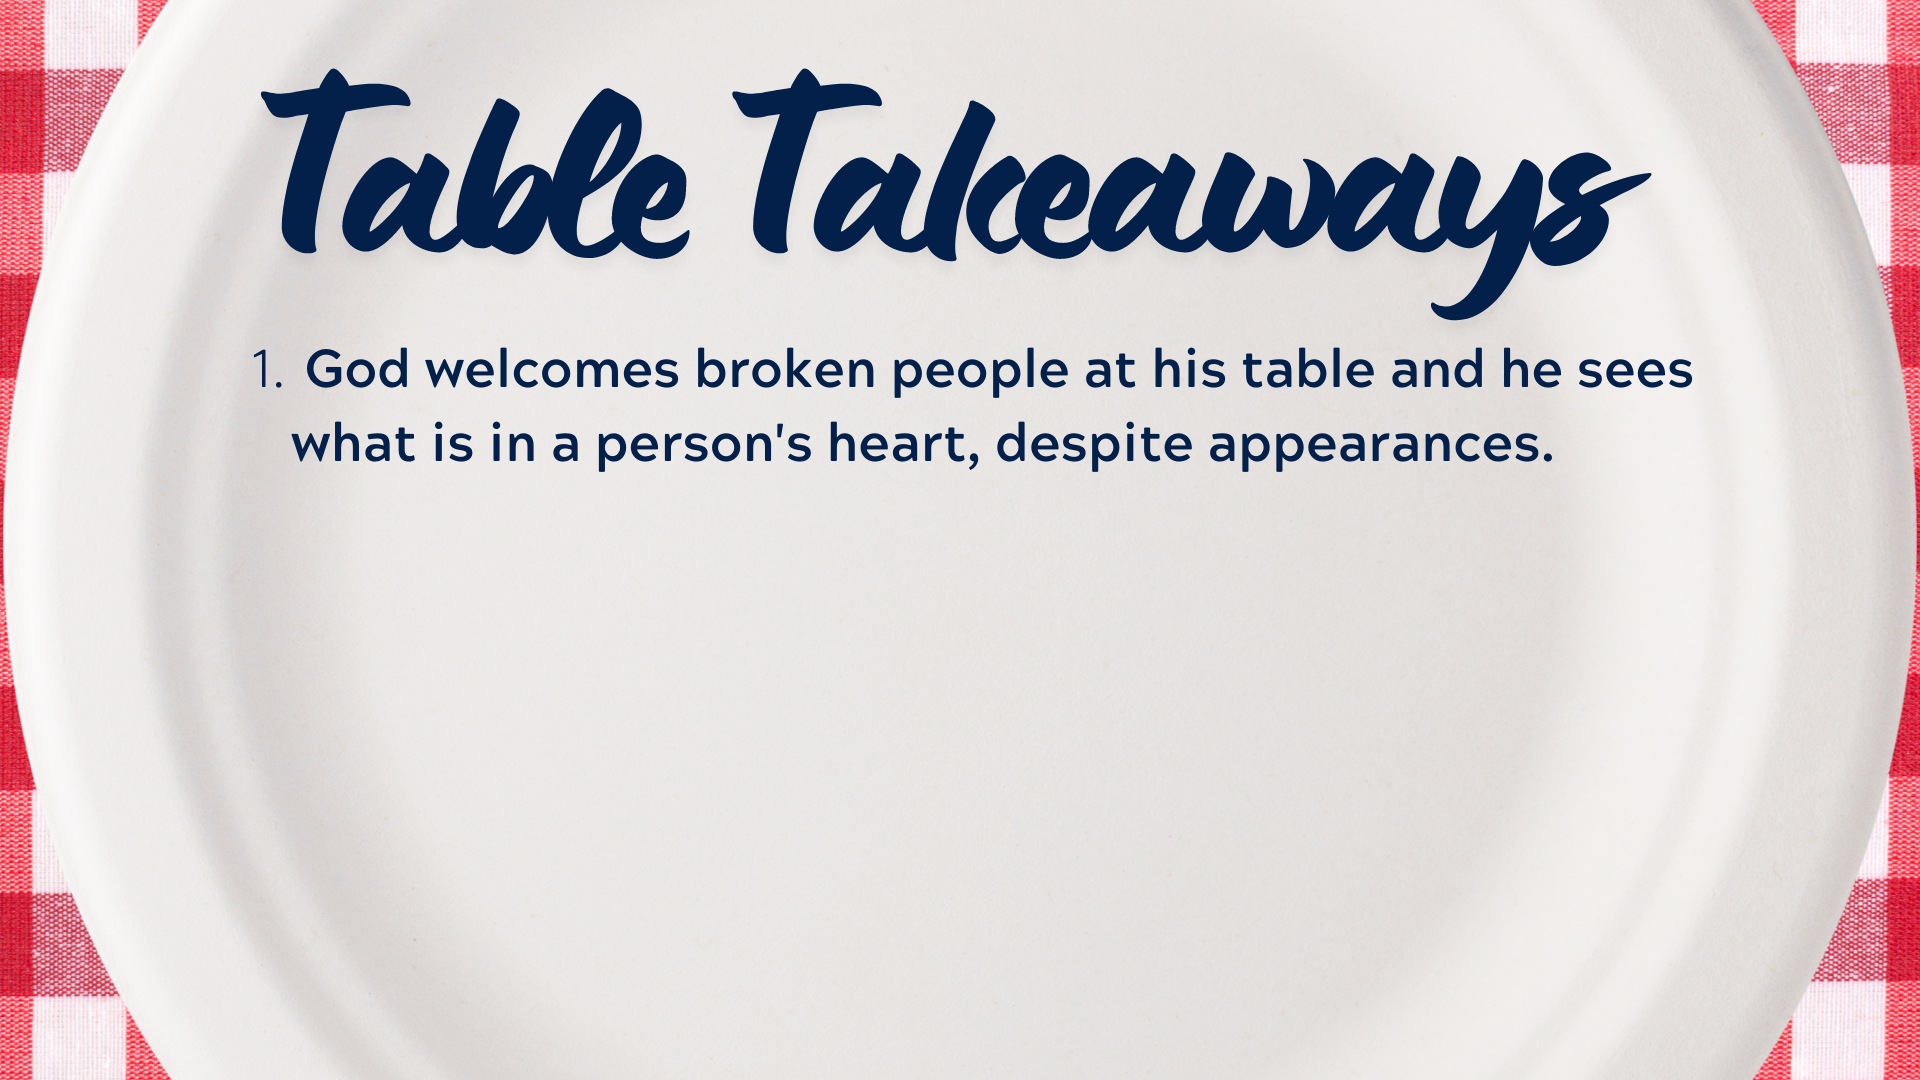 Table Takeaways
1. God welcomes broken people at his table and he sees
what is in a person's heart, despite appearances.